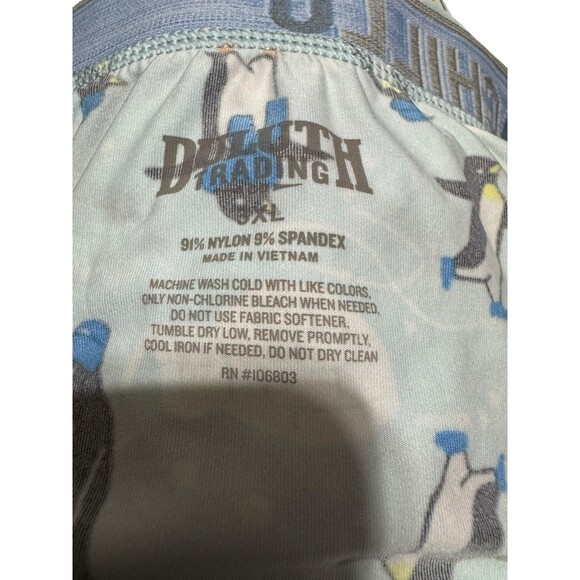 DULUTH
TRADING
3XL
91% NYLON 9% SPANDEX
MADE IN VIETNAM
MACHINE WASH COLD WITH LIKE COLORS,
ONLY NON-CHLORINE BLEACH WHEN NEEDED,
DO NOT USE FABRIC SOFTENER,
TUMBLE DRY LOW, REMOVE PROMPTLY,
COOL IRON IF NEEDED, DO NOT DRY CLEAN
RN #106803